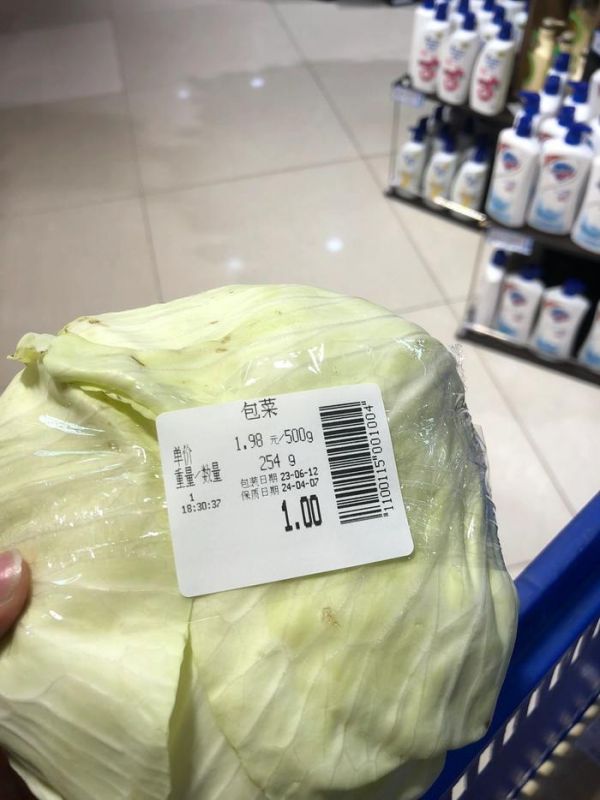 包菜
单价 1.98 元/500g
重量/数量 254 g
1 包装日期 23-06-12
18:30:37 保质日期 24-04-07
1.00
1100115001004